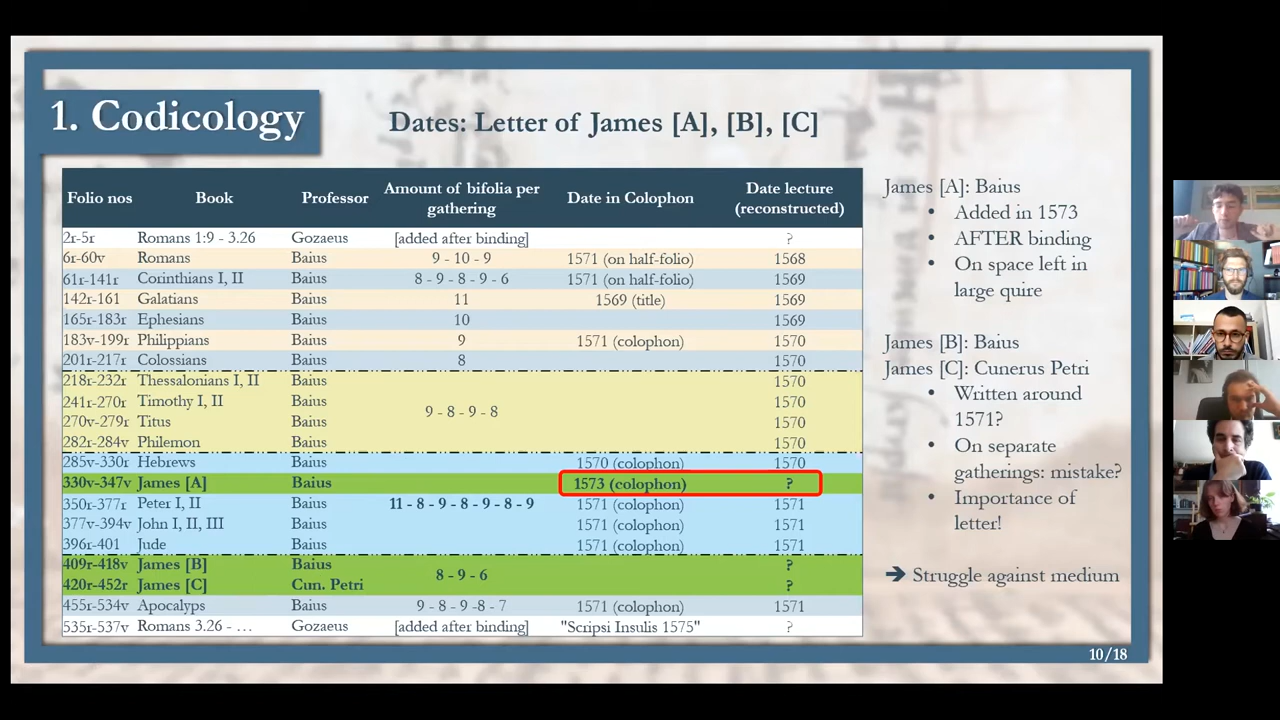 1. Codicology
Dates: Letter of James [A], [B], [C]
Folio nos Book Professor Amount of bifolia per gathering Date in Colophon Date lecture (reconstructed)
2r-5r Romans 1:9 - 3.26 Gozaeus [added after binding] ?
6r-60v Romans Baius 9 - 10 - 9 1571 (on half-folio) 1568
61r-141r Corinthians I, II Baius 8 - 9 - 8 - 9 - 6 1571 (on half-folio) 1569
142r-161 Galatians Baius 11 1569 (title) 1569
165r-183r Ephesians Baius 10 1569
183v-199r Philippians Baius 9 1571 (colophon) 1570
201r-217r Colossians Baius 8 1570
218r-232r Thessalonians I, II Baius 1570
241r-270r Timothy I, II Baius 1570
9 - 8 - 9 - 8
270v-279r Titus Baius 1570
282r-284v Philemon Baius 1570
285v-330r Hebrews Baius 1570 (colophon) 1570
330v-347v James [A] Baius 1573 (colophon) ?
350r-377r Peter I, II Baius 11 - 8 - 9 - 8 - 9 - 8 - 9 1571 (colophon) 1571
377v-394v John I, II, III Baius 1571 (colophon) 1571
396r-401 Jude Baius 1571 (colophon) 1571
409r-418v James [B] Baius ?
8 - 9 - 6
420r-452r James [C] Cun. Petri ?
455r-534v Apocalyps Baius 9 - 8 - 9 -8 - 7 1571 (colophon) 1571
535r-537v Romans 3.26 - … Gozaeus [added after binding] "Scripsi Insulis 1575" ?
James [A]: Baius
• Added in 1573
• AFTER binding
• On space left in
large quire
James [B]: Baius
James [C]: Cunerus Petri
• Written around
1571?
• On separate
gatherings: mistake?
• Importance of
letter!
➔ Struggle against medium
10/18